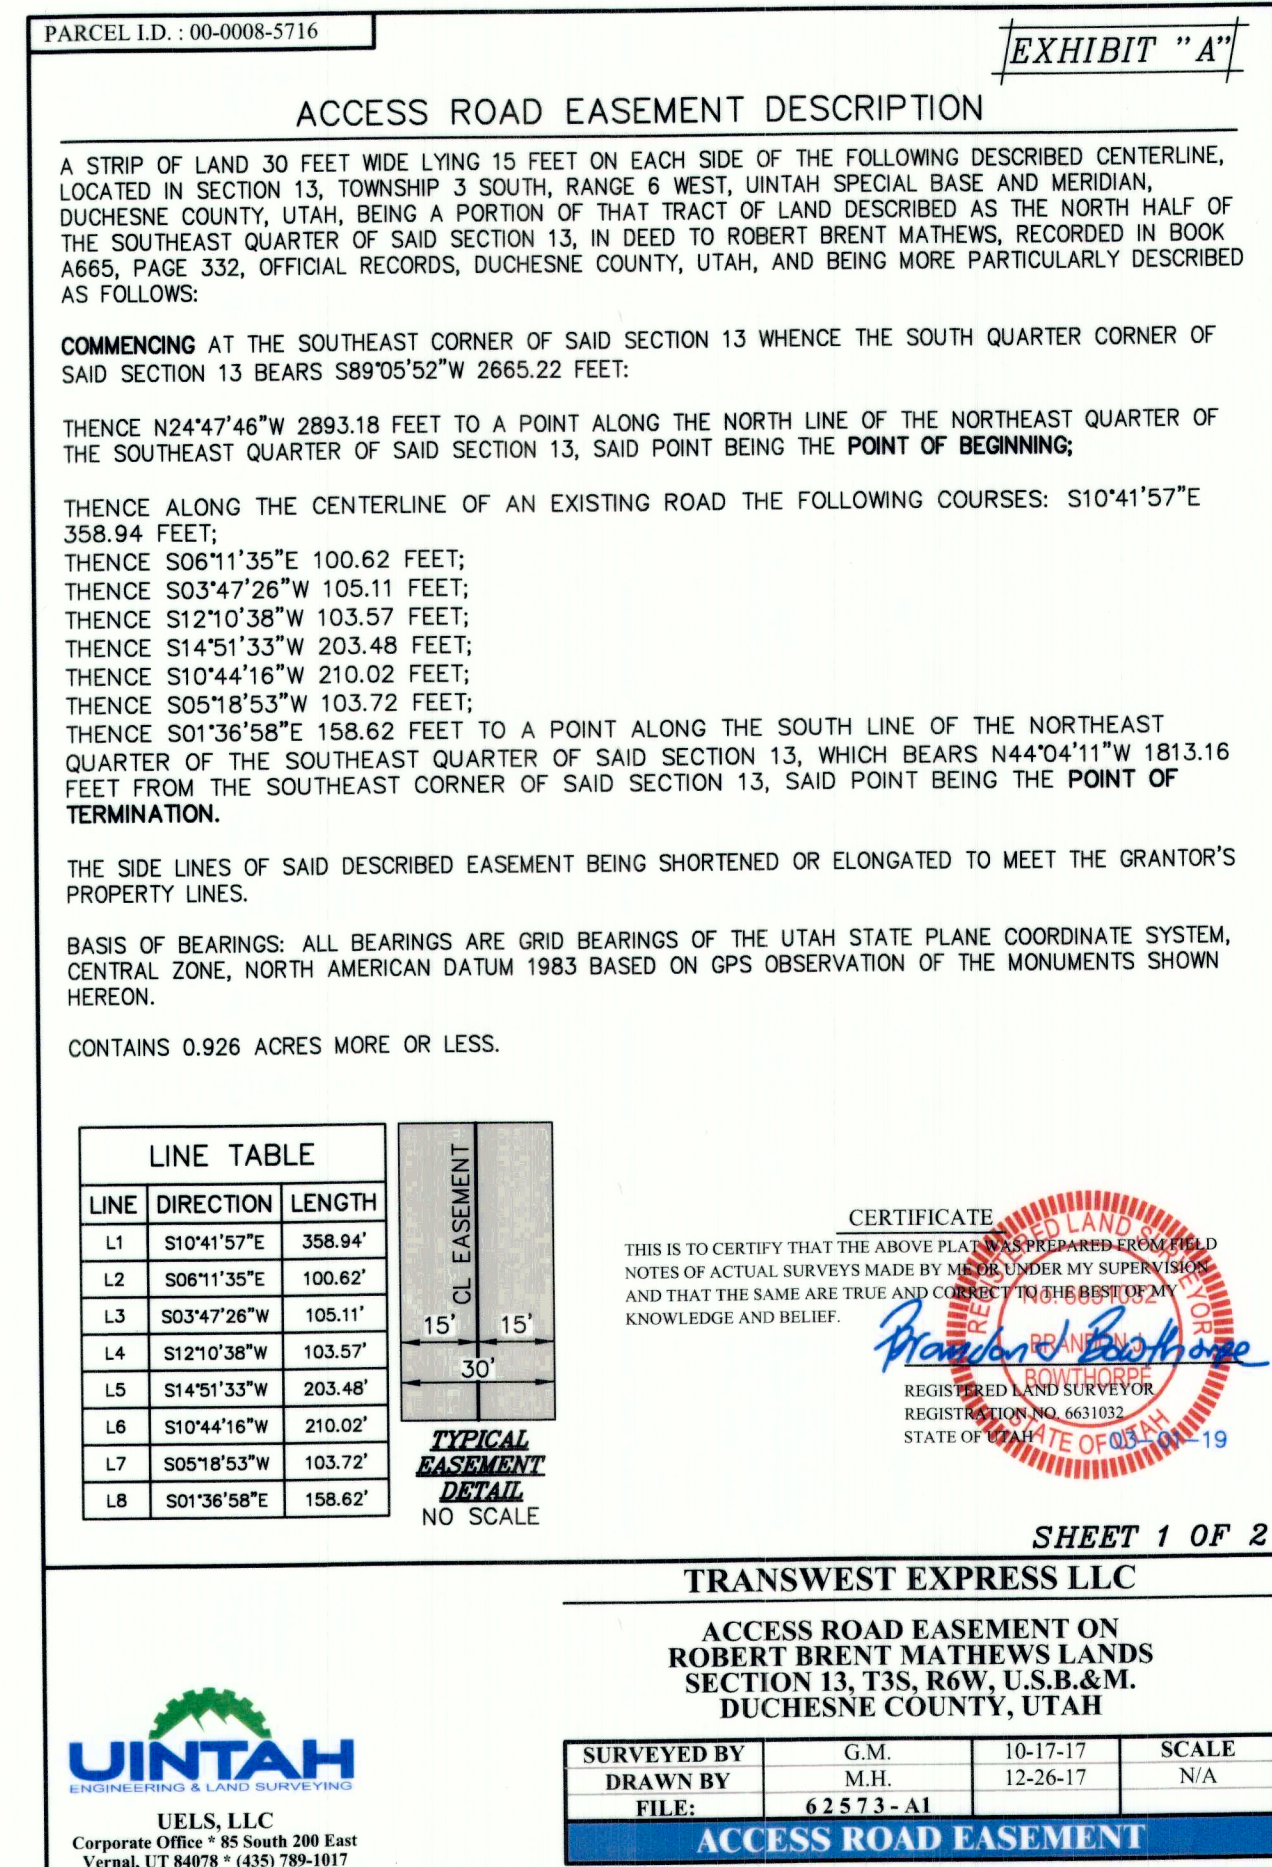 PARCEL I.D. : 00-0008-5716
EXHIBIT "A"
ACCESS ROAD EASEMENT DESCRIPTION
A STRIP OF LAND 30 FEET WIDE LYING 15 FEET ON EACH SIDE OF THE FOLLOWING DESCRIBED CENTERLINE,
LOCATED IN SECTION 13, TOWNSHIP 3 SOUTH, RANGE 6 WEST, UINTAH SPECIAL BASE AND MERIDIAN,
DUCHESNE COUNTY, UTAH, BEING A PORTION OF THAT TRACT OF LAND DESCRIBED AS THE NORTH HALF OF
THE SOUTHEAST QUARTER OF SAID SECTION 13, IN DEED TO ROBERT BRENT MATHEWS, RECORDED IN BOOK
A665, PAGE 332, OFFICIAL RECORDS, DUCHESNE COUNTY, UTAH, AND BEING MORE PARTICULARLY DESCRIBED
AS FOLLOWS:
COMMENCING AT THE SOUTHEAST CORNER OF SAID SECTION 13 WHENCE THE SOUTH QUARTER CORNER OF
SAID SECTION 13 BEARS S89°05'52"W 2665.22 FEET:
THENCE N24°47'46"W 2893.18 FEET TO A POINT ALONG THE NORTH LINE OF THE NORTHEAST QUARTER OF
THE SOUTHEAST QUARTER OF SAID SECTION 13, SAID POINT BEING THE POINT OF BEGINNING;
THENCE ALONG THE CENTERLINE OF AN EXISTING ROAD THE FOLLOWING COURSES: S10°41'57"E
358.94 FEET;
THENCE S06°11'35"E 100.62 FEET;
THENCE S03°47'26"W 105.11 FEET;
THENCE S12°10'38"W 103.57 FEET;
THENCE S14°51'33"W 203.48 FEET;
THENCE S10°44'16"W 210.02 FEET;
THENCE S05°18'53"W 103.72 FEET;
THENCE S01°36'58"E 158.62 FEET TO A POINT ALONG THE SOUTH LINE OF THE NORTHEAST
QUARTER OF THE SOUTHEAST QUARTER OF SAID SECTION 13, WHICH BEARS N44°04'11"W 1813.16
FEET FROM THE SOUTHEAST CORNER OF SAID SECTION 13, SAID POINT BEING THE POINT OF
TERMINATION.
THE SIDE LINES OF SAID DESCRIBED EASEMENT BEING SHORTENED OR ELONGATED TO MEET THE GRANTOR'S
PROPERTY LINES.
BASIS OF BEARINGS: ALL BEARINGS ARE GRID BEARINGS OF THE UTAH STATE PLANE COORDINATE SYSTEM,
CENTRAL ZONE, NORTH AMERICAN DATUM 1983 BASED ON GPS OBSERVATION OF THE MONUMENTS SHOWN
HEREON.
CONTAINS 0.926 ACRES MORE OR LESS.
LINE TABLE
LINE DIRECTION LENGTH
L1 S10°41'57"E 358.94'
L2 S06°11'35"E 100.62'
L3 S03°47'26"W 105.11'
L4 S12°10'38"W 103.57'
L5 S14°51'33"W 203.48'
L6 S10°44'16"W 210.02'
L7 S05°18'53"W 103.72'
L8 S01°36'58"E 158.62'
CL EASEMENT
15' 15'
30'
TYPICAL
EASEMENT
DETAIL
NO SCALE
CERTIFICATE
THIS IS TO CERTIFY THAT THE ABOVE PLAT WAS PREPARED FROM FIELD
NOTES OF ACTUAL SURVEYS MADE BY ME OR UNDER MY SUPERVISION
AND THAT THE SAME ARE TRUE AND CORRECT TO THE BEST OF MY
KNOWLEDGE AND BELIEF.
Brandon J Bowthorpe
REGISTERED LAND SURVEYOR
REGISTRATION NO. 6631032
STATE OF UTAH
REGISTERED LAND SURVEYOR
No. 6631032
BRANDON J.
BOWTHORPE
STATE OF UTAH
03-01-19
SHEET 1 OF 2
TRANSWEST EXPRESS LLC
ACCESS ROAD EASEMENT ON
ROBERT BRENT MATHEWS LANDS
SECTION 13, T3S, R6W, U.S.B.&M.
DUCHESNE COUNTY, UTAH
SURVEYED BY G.M. 10-17-17 SCALE
DRAWN BY M.H. 12-26-17 N/A
FILE: 62573-A1
ACCESS ROAD EASEMENT
UINTAH
ENGINEERING & LAND SURVEYING
UELS, LLC
Corporate Office * 85 South 200 East
Vernal, UT 84078 * (435) 789-1017